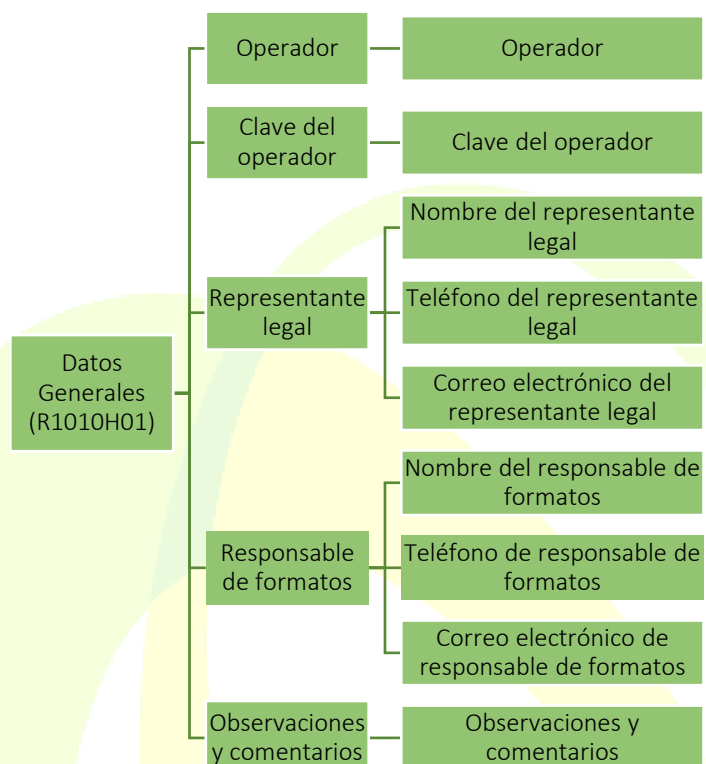 Datos
Generales
(R1010H01)
Operador
Operador
Clave del
operador
Clave del operador
Representante
legal
Nombre del representante
legal
Teléfono del representante
legal
Correo electrónico del
representante legal
Responsable
de formatos
Nombre del responsable de
formatos
Teléfono de responsable de
formatos
Correo electrónico de
responsable de formatos
Observaciones
y comentarios
Observaciones y
comentarios